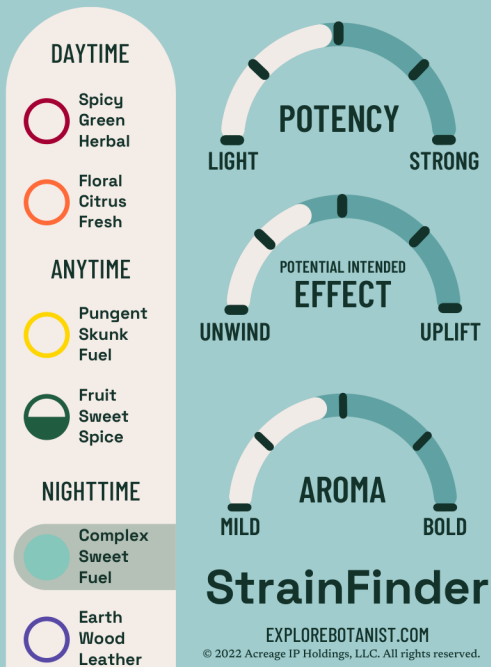 DAYTIME
Spicy
Green
Herbal
Floral
Citrus
Fresh
ANYTIME
Pungent
Skunk
Fuel
Fruit
Sweet
Spice
NIGHTTIME
Complex
Sweet
Fuel
Earth
Wood
Leather
POTENCY
LIGHT STRONG
POTENTIAL INTENDED
EFFECT
UNWIND UPLIFT
AROMA
MILD BOLD
StrainFinder
EXPLOREBOTANIST.COM
© 2022 Acreage IP Holdings, LLC. All rights reserved.